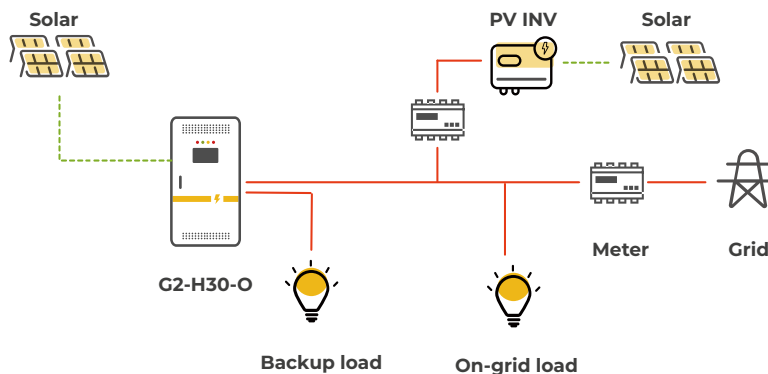 Solar
PV INV
Solar
Meter
Grid
G2-H30-O
Backup load
On-grid load